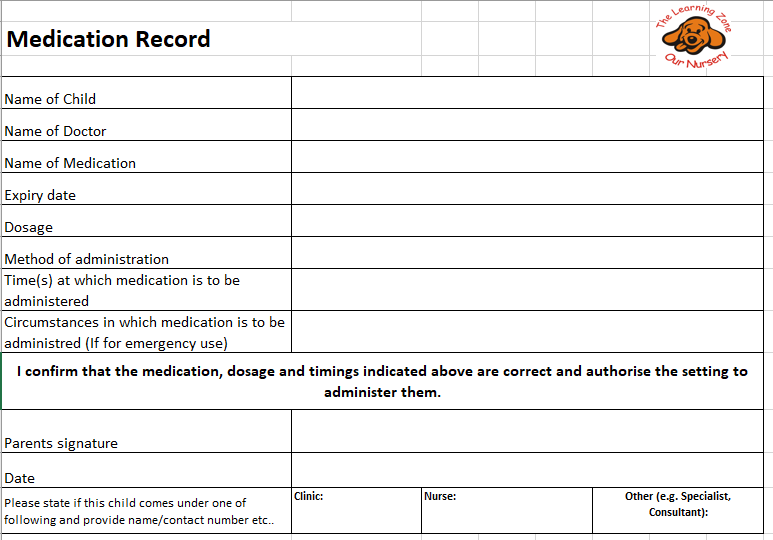 The Learning Zone
Our Nursery
Medication Record
Name of Child
Name of Doctor
Name of Medication
Expiry date
Dosage
Method of administration
Time(s) at which medication is to be
administered
Circumstances in which medication is to be
administred (If for emergency use)
I confirm that the medication, dosage and timings indicated above are correct and authorise the setting to
administer them.
Parents signature
Date
Please state if this child comes under one of
following and provide name/contact number etc..
Clinic:
Nurse:
Other (e.g. Specialist,
Consultant):